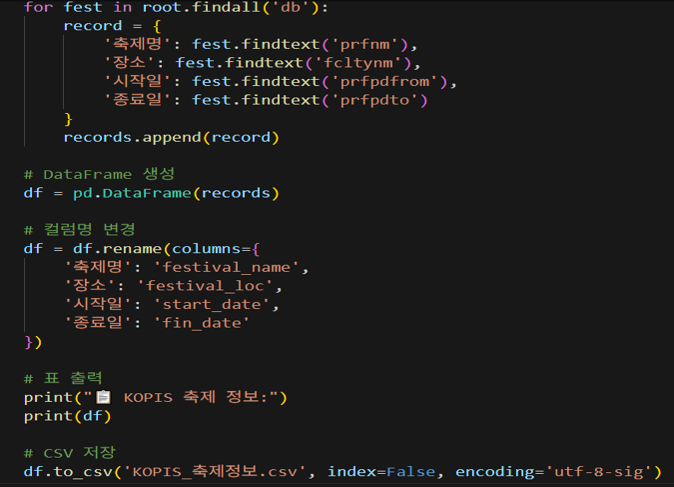 for fest in root.findall('db'):
    record = {
        '축제명': fest.findtext('prfnm'),
        '장소': fest.findtext('fcltynm'),
        '시작일': fest.findtext('prfpdfrom'),
        '종료일': fest.findtext('prfpdto')
    }
    records.append(record)

# DataFrame 생성
df = pd.DataFrame(records)

# 컬럼명 변경
df = df.rename(columns={
    '축제명': 'festival_name',
    '장소': 'festival_loc',
    '시작일': 'start_date',
    '종료일': 'fin_date'
})

# 표 출력
print("📋 KOPIS 축제 정보:")
print(df)

# CSV 저장
df.to_csv('KOPIS_축제정보.csv', index=False, encoding='utf-8-sig')